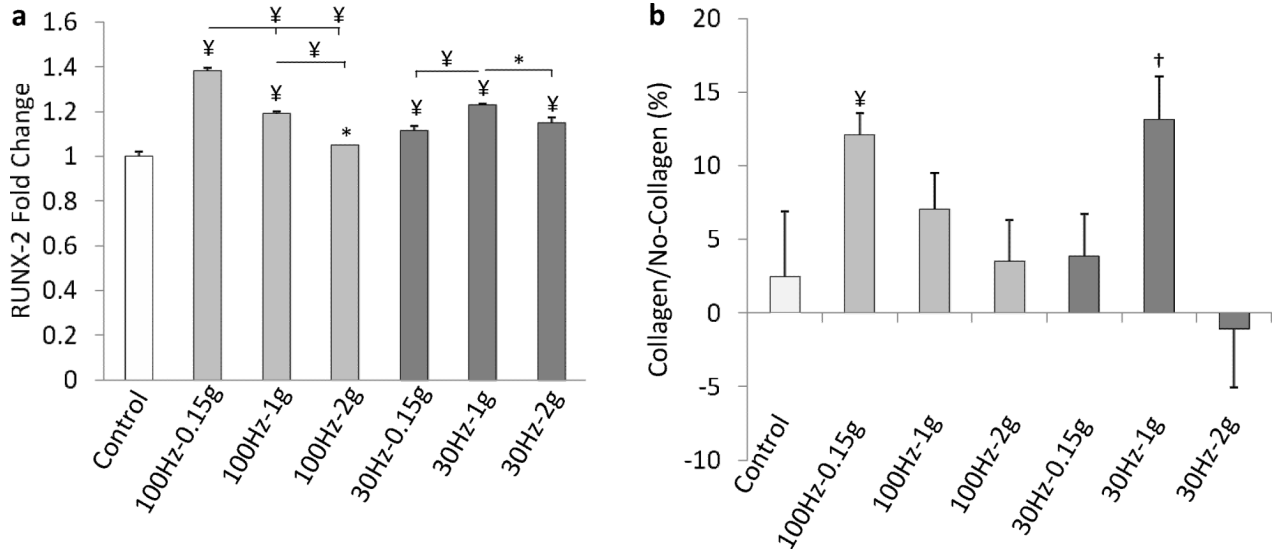 a
RUNX-2 Fold Change
1.6
1.4
1.2
1
0.8
0.6
0.4
0.2
0
¥ ¥
¥ ¥ ¥ *
¥ ¥ * ¥ ¥ ¥
Control
100Hz-0.15g
100Hz-1g
100Hz-2g
30Hz-0.15g
30Hz-1g
30Hz-2g
b
Collagen/No-Collagen (%)
20
15
10
5
0
-5
-10
¥ †
Control
100Hz-0.15g
100Hz-1g
100Hz-2g
30Hz-0.15g
30Hz-1g
30Hz-2g